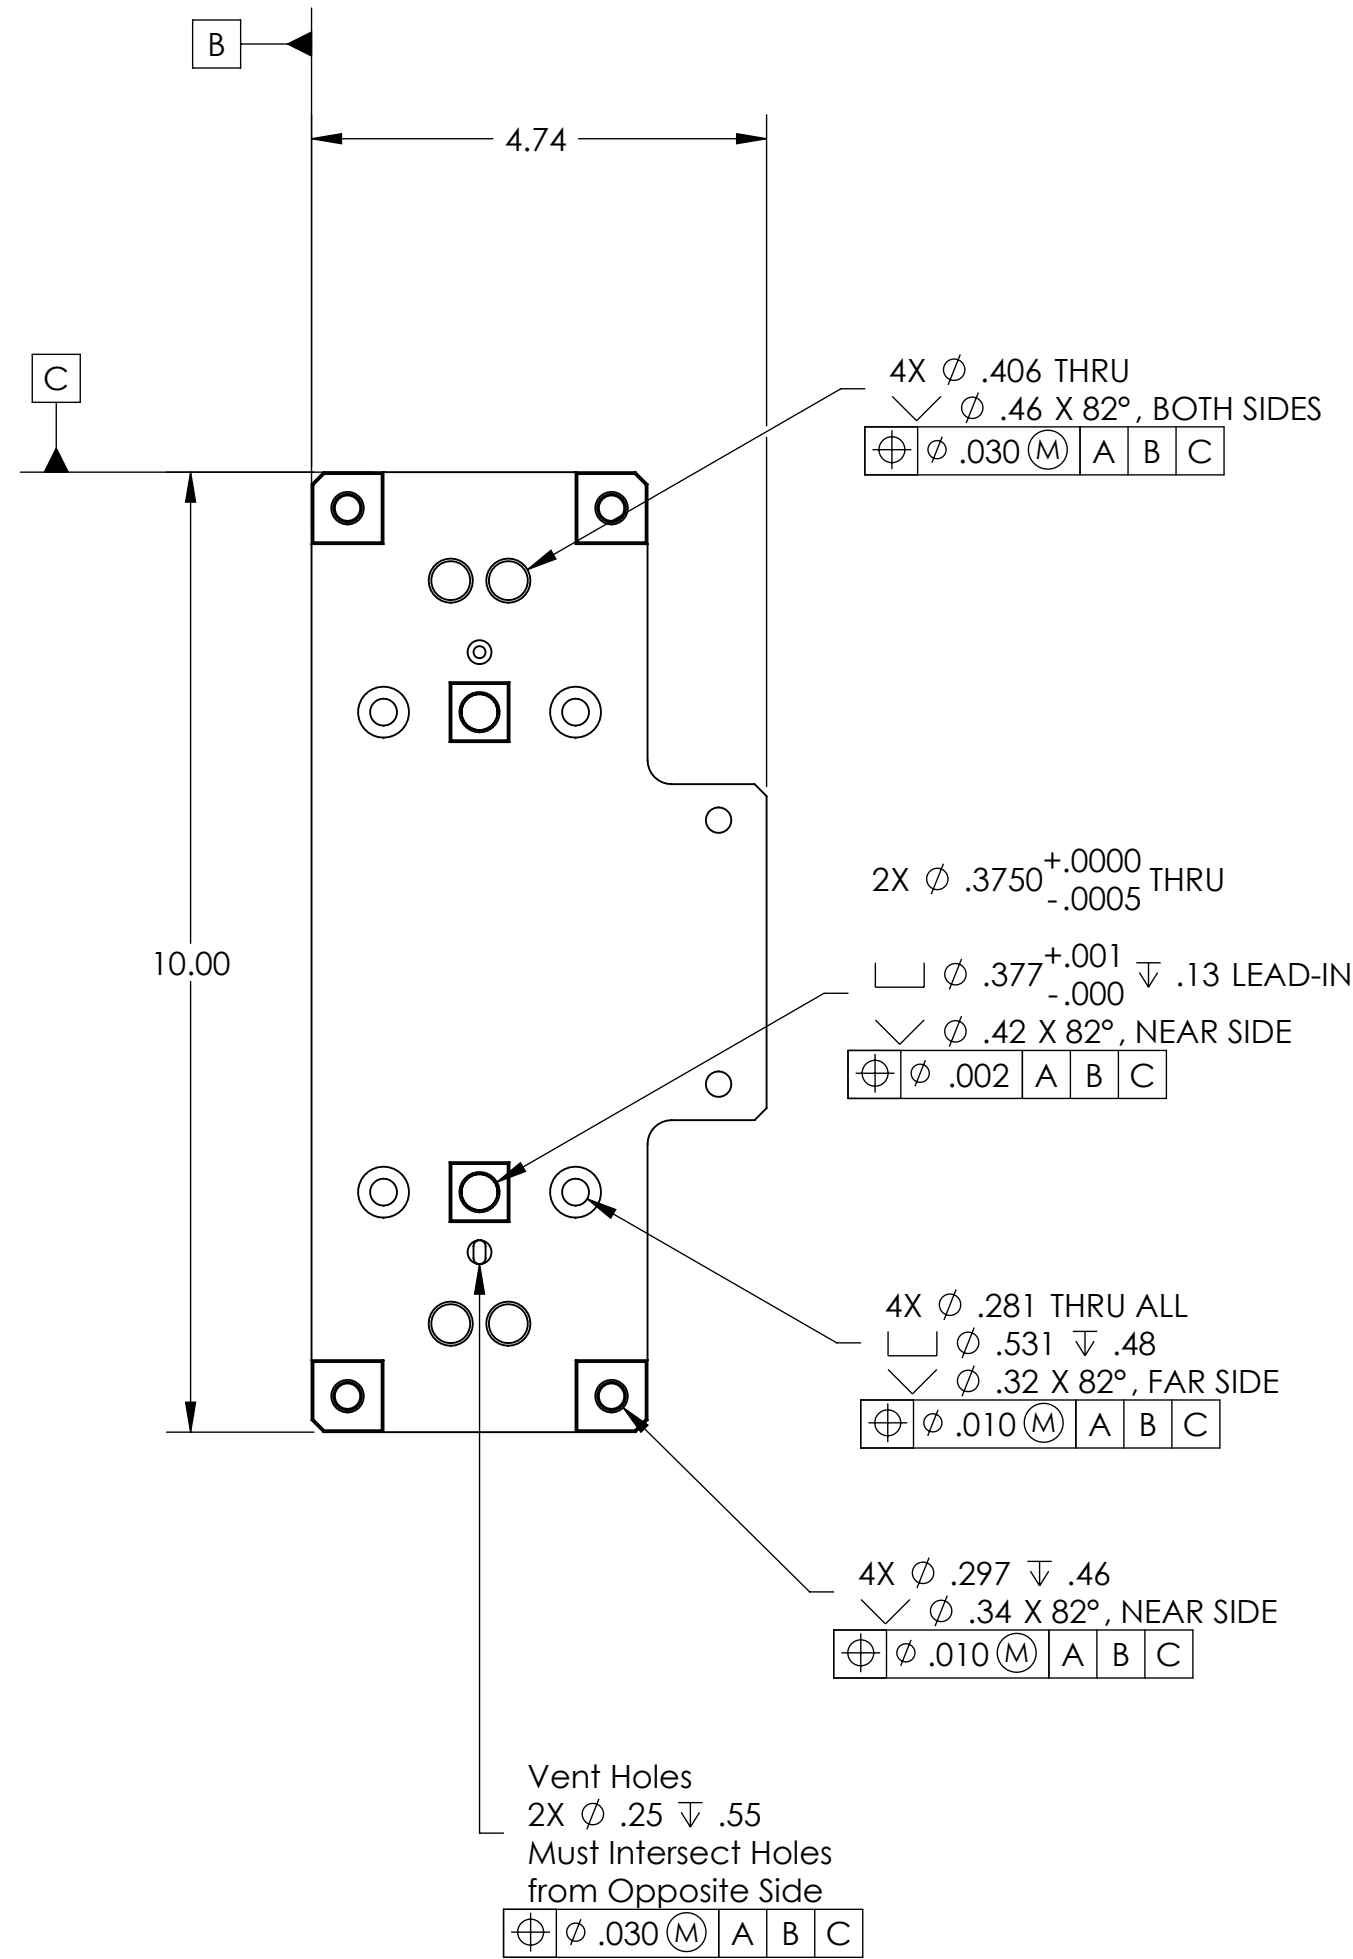 B
4.74
C
4X ⌀ .406 THRU
⌵ ⌀ .46 X 82°, BOTH SIDES
⌖ ⌀ .030 Ⓜ A B C
10.00
2X ⌀ .3750 +.0000 -.0005 THRU
⌴ ⌀ .377 +.001 -.000 ↧ .13 LEAD-IN
⌵ ⌀ .42 X 82°, NEAR SIDE
⌖ ⌀ .002 A B C
4X ⌀ .281 THRU ALL
⌴ ⌀ .531 ↧ .48
⌵ ⌀ .32 X 82°, FAR SIDE
⌖ ⌀ .010 Ⓜ A B C
4X ⌀ .297 ↧ .46
⌵ ⌀ .34 X 82°, NEAR SIDE
⌖ ⌀ .010 Ⓜ A B C
Vent Holes
2X ⌀ .25 ↧ .55
Must Intersect Holes
from Opposite Side
⌖ ⌀ .030 Ⓜ A B C